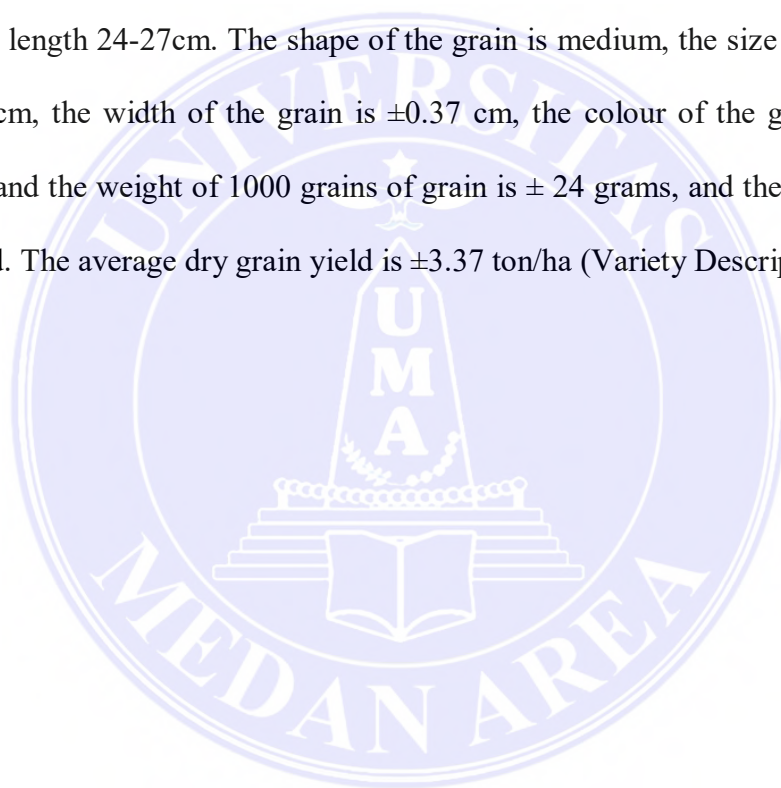 length 24-27cm. The shape of the grain is medium, the size
cm, the width of the grain is ±0.37 cm, the colour of the g
and the weight of 1000 grains of grain is ± 24 grams, and the
. The average dry grain yield is ±3.37 ton/ha (Variety Descrip
UNIVERSITAS
U
M
A
MEDAN AREA